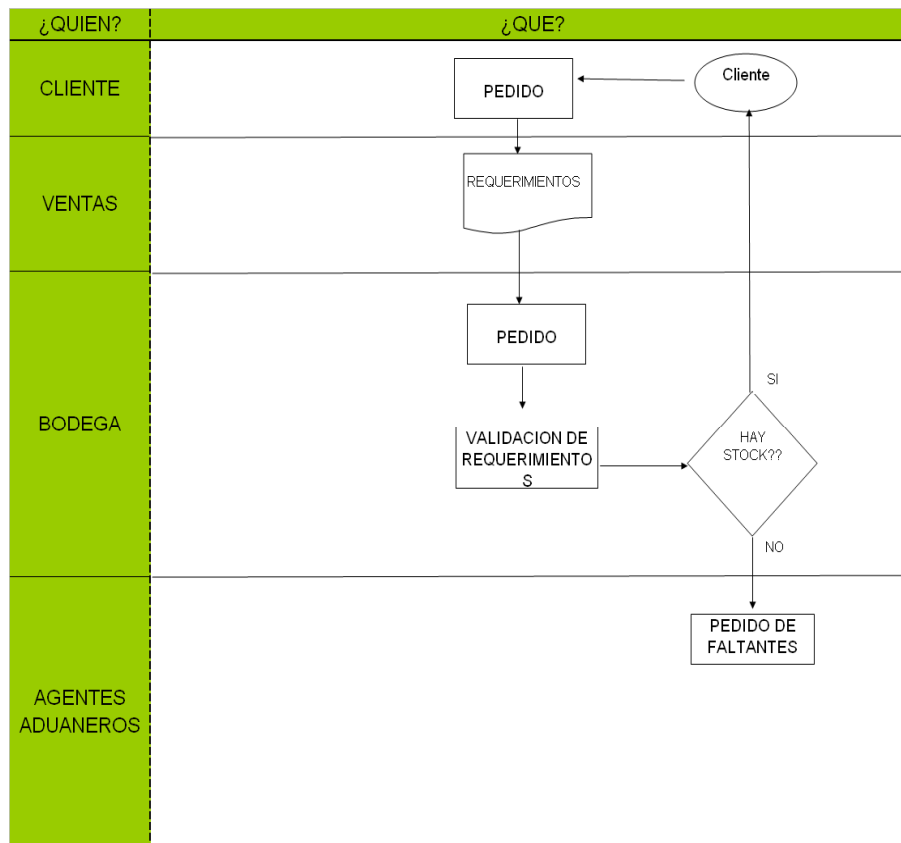 ¿QUIEN?
¿QUE?
CLIENTE
PEDIDO
Cliente
VENTAS
REQUERIMIENTOS
BODEGA
PEDIDO
VALIDACION DE
REQUERIMIENTO
S
SI
HAY
STOCK??
NO
AGENTES
ADUANEROS
PEDIDO DE
FALTANTES